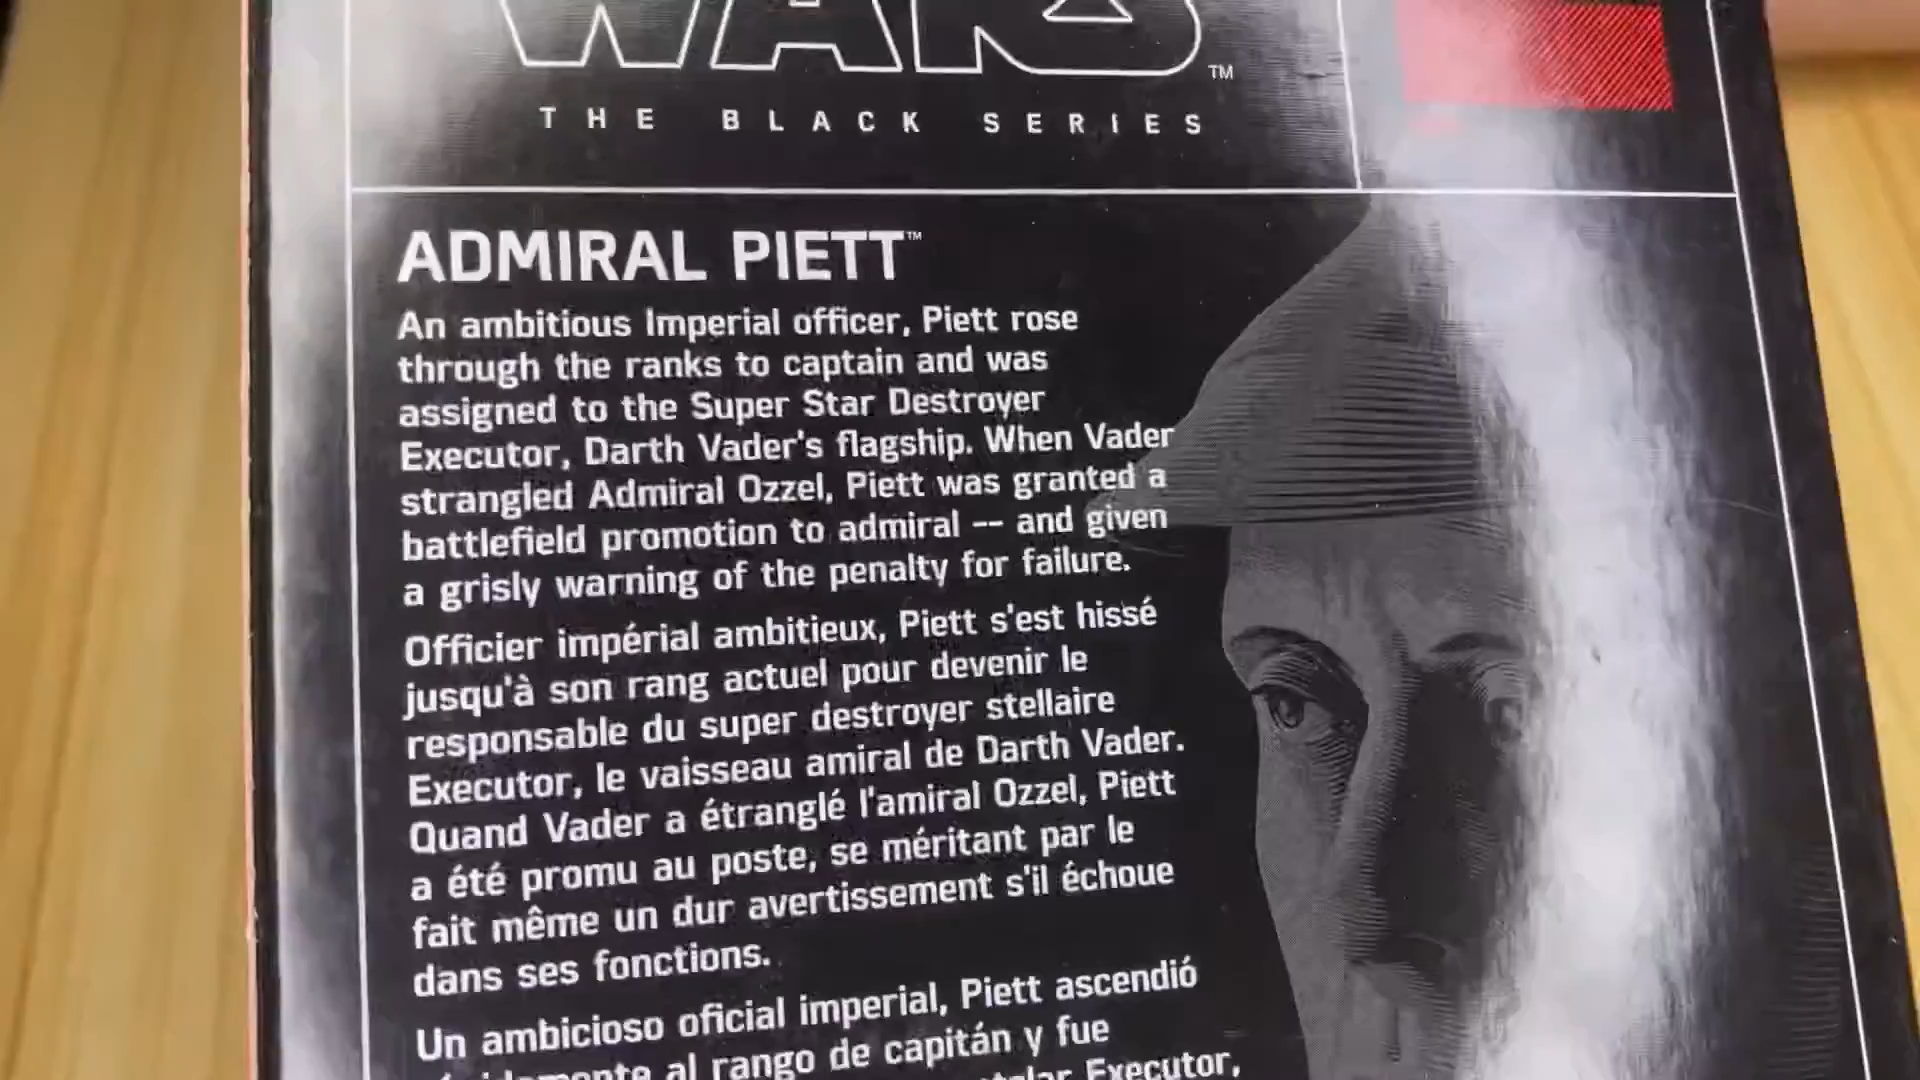 WARS
TM
THE BLACK SERIES
ADMIRAL PIETT™
An ambitious Imperial officer, Piett rose
through the ranks to captain and was
assigned to the Super Star Destroyer
Executor, Darth Vader's flagship. When Vader
strangled Admiral Ozzel, Piett was granted a
battlefield promotion to admiral -- and given
a grisly warning of the penalty for failure.
Officier impérial ambitieux, Piett s'est hissé
jusqu'à son rang actuel pour devenir le
responsable du super destroyer stellaire
Executor, le vaisseau amiral de Darth Vader.
Quand Vader a étranglé l'amiral Ozzel, Piett
a été promu au poste, se méritant par le
fait même un dur avertissement s'il échoue
dans ses fonctions.
Un ambicioso oficial imperial, Piett ascendió
al rango de capitán y fue
Executor,